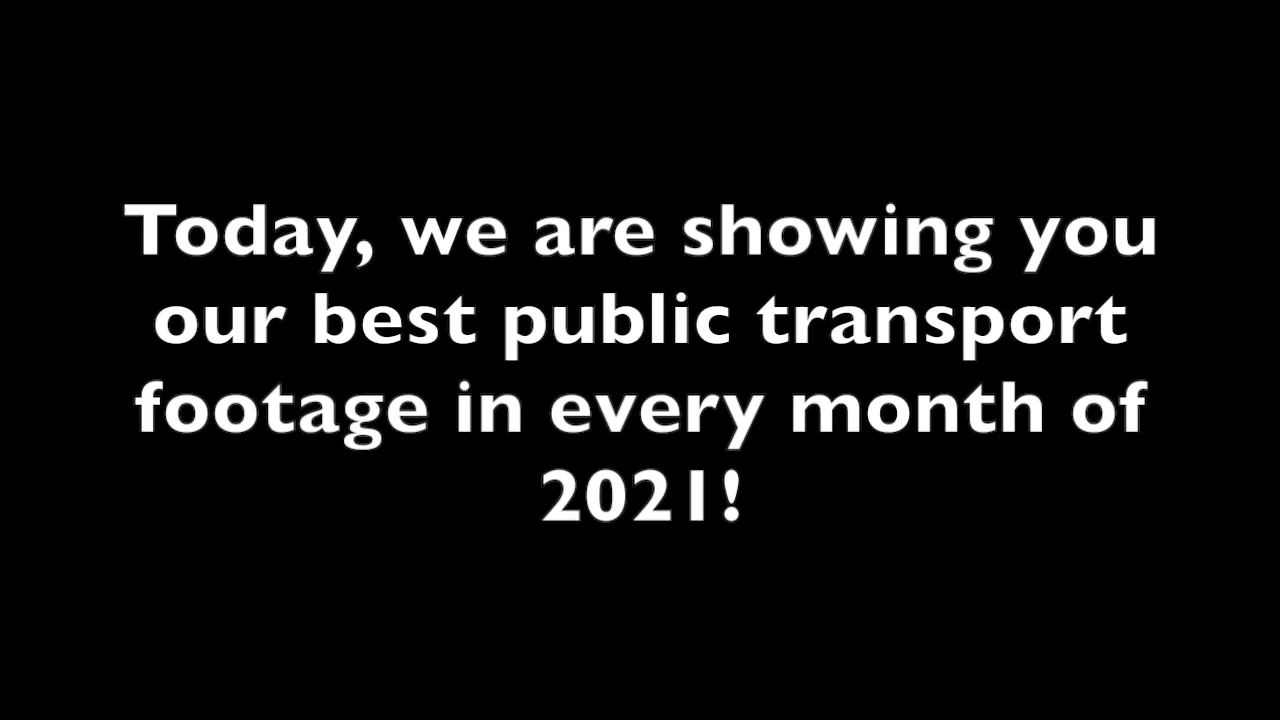 Today, we are showing you
our best public transport
footage in every month of
2021!